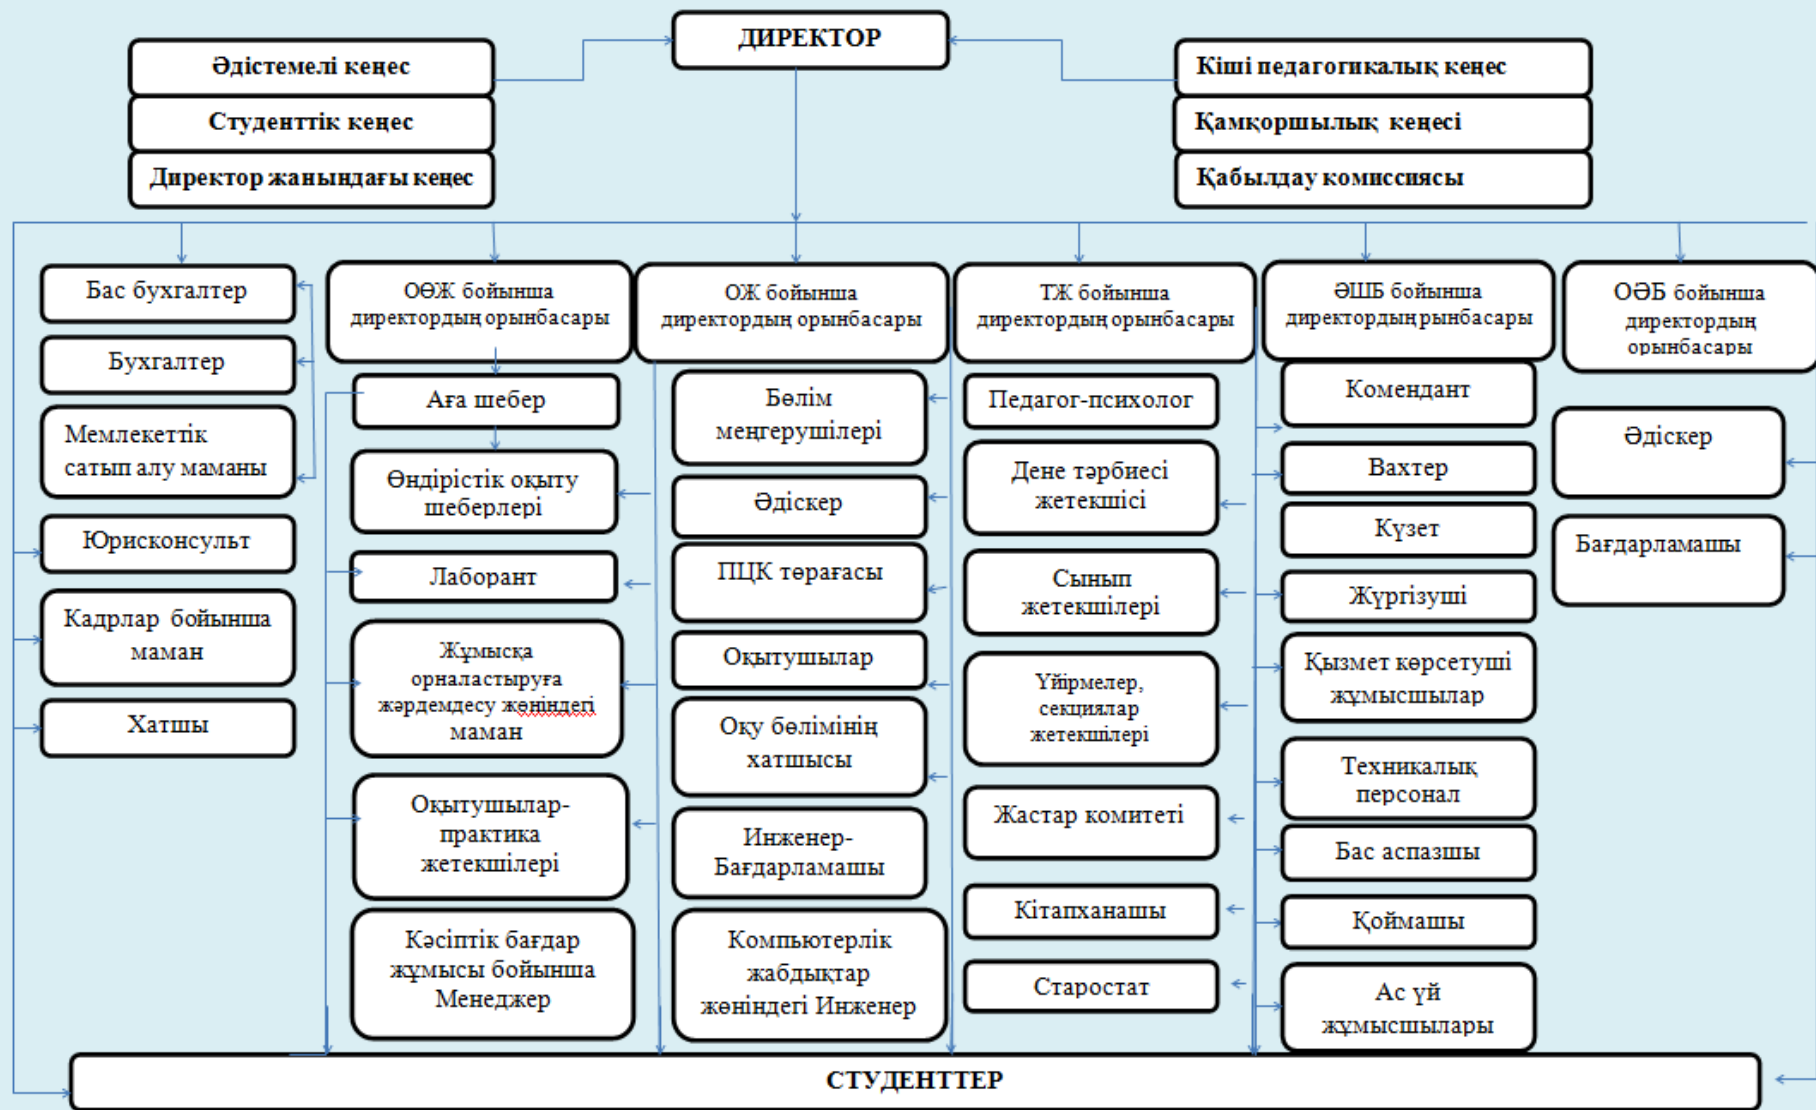 ДИРЕКТОР
Әдістемелі кеңес
Студенттік кеңес
Директор жанындағы кеңес
Кіші педагогикалық кеңес
Қамқоршылық кеңесі
Қабылдау комиссиясы
Бас бухгалтер
Бухгалтер
Мемлекеттік
сатып алу маманы
Юрисконсульт
Кадрлар бойынша
маман
Хатшы
ОӨЖ бойынша
директордың орынбасары
Аға шебер
Өндірістік оқыту
шеберлері
Лаборант
Жұмысқа
орналастыруға
жәрдемдесу жөніндегі
маман
Оқытушылар-
практика
жетекшілері
Кәсіптік бағдар
жұмысы бойынша
Менеджер
ОЖ бойынша
директордың орынбасары
Бөлім
меңгерушілері
Әдіскер
ПЦК төрағасы
Оқытушылар
Оқу бөлімінің
хатшысы
Инженер-
Бағдарламашы
Компьютерлік
жабдықтар
жөніндегі Инженер
ТЖ бойынша
директордың орынбасары
Педагог-психолог
Дене тәрбиесі
жетекшісі
Сынып
жетекшілері
Үйірмелер,
секциялар
жетекшілері
Жастар комитеті
Кітапханашы
Старостат
ӘШБ бойынша
директордың рынбасары
Комендант
Вахтер
Күзет
Жүргізуші
Қызмет көрсетуші
жұмысшылар
Техникалық
персонал
Бас аспазшы
Қоймашы
Ас үй
жұмысшылары
ОӘБ бойынша
директордың
орынбасары
Әдіскер
Бағдарламашы
СТУДЕНТТЕР